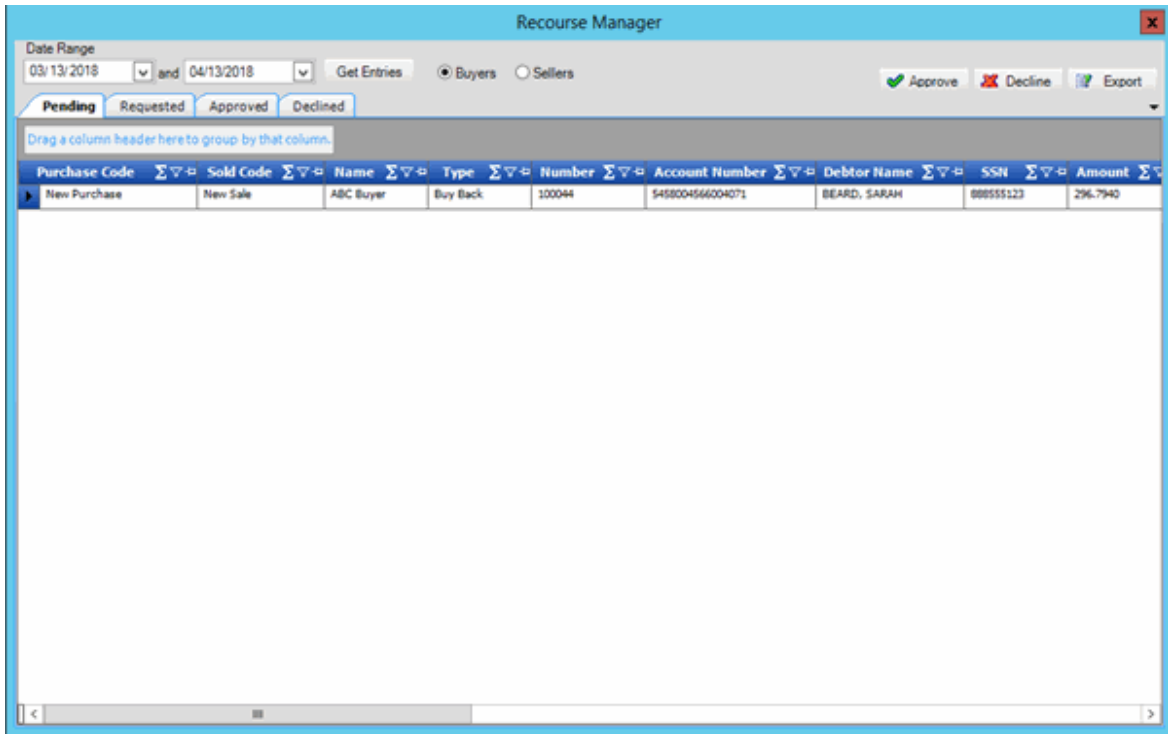 Recourse Manager
Date Range
03/13/2018 and 04/13/2018 Get Entries Buyers Sellers
Approve Decline Export
Pending Requested Approved Declined
Drag a column header here to group by that column.
Purchase Code Sold Code Name Type Number Account Number Debtor Name SSN Amount
New Purchase New Sale ABC Buyer Buy Back 100044 5458004566004071 BEARD, SARAH 888555123 296.7940